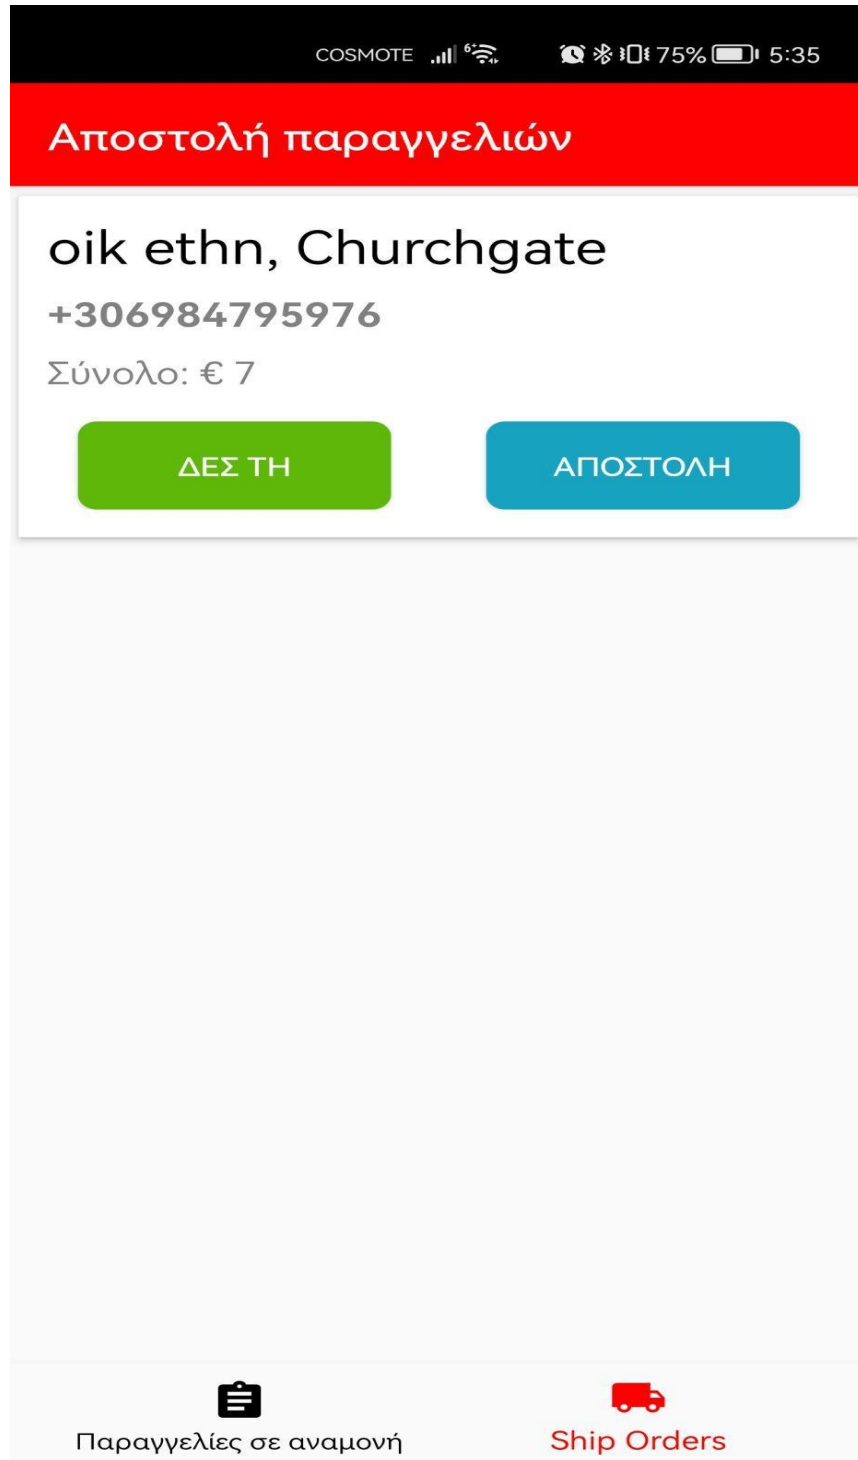 COSMOTE 6+ 75% 5:35
Αποστολή παραγγελιών
oik ethn, Churchgate
+306984795976
Σύνολο: € 7
ΔΕΣ ΤΗ ΑΠΟΣΤΟΛΗ
Παραγγελίες σε αναμονή Ship Orders